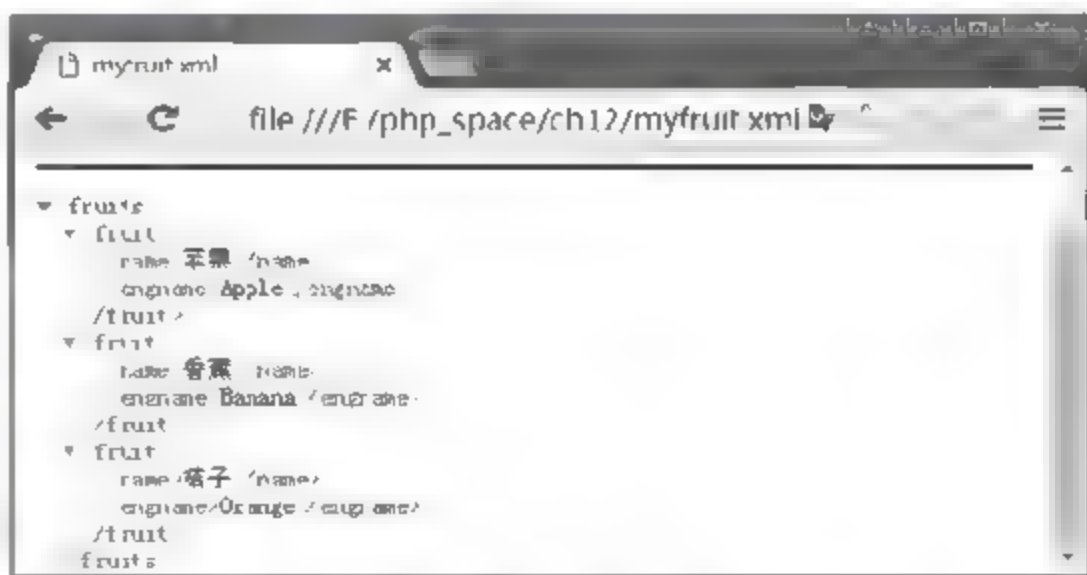 myfruit xml
file ///F /php_space/ch12/myfruit xml
fruits
fruit
name 苹果 /name
engname Apple /engname
/fruit>
fruit
name 香蕉 name
engname Banana /engname
/fruit
fruit
name 橘子 /name>
engname>Orange /engname>
/fruit
fruits